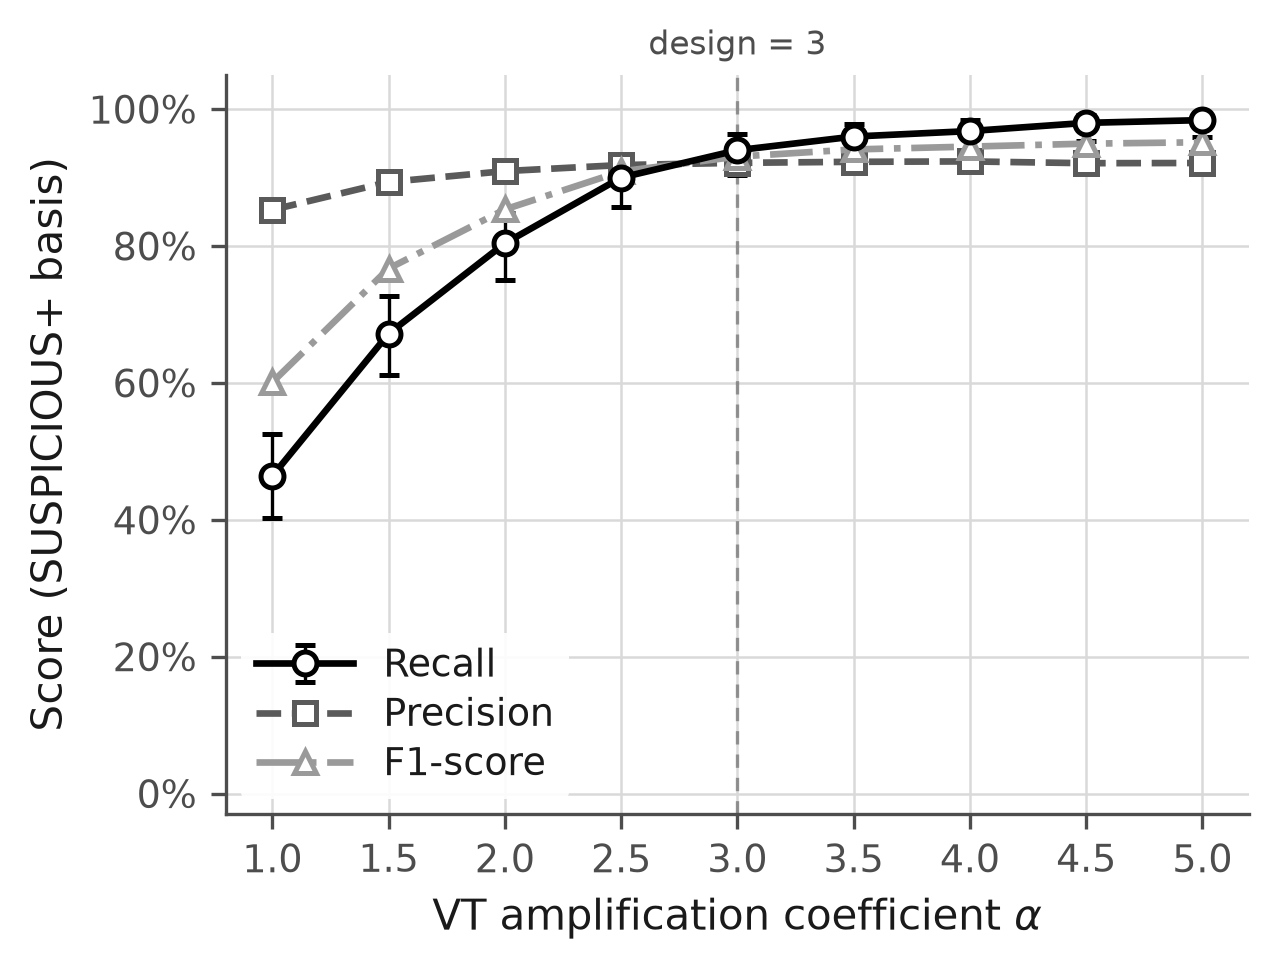 design = 3
100%
80%
60%
40%
20%
0%
Score (SUSPICIOUS+ basis)
Recall
Precision
F1-score
1.0 1.5 2.0 2.5 3.0 3.5 4.0 4.5 5.0
VT amplification coefficient α